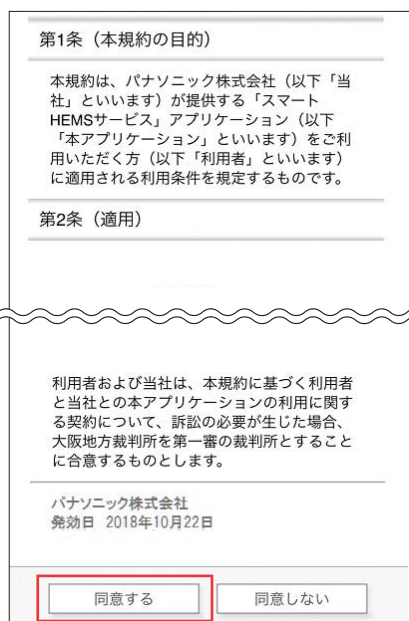 第1条（本規約の目的）
本規約は、パナソニック株式会社（以下「当
社」といいます）が提供する「スマート
HEMSサービス」アプリケーション（以下
「本アプリケーション」といいます）をご利
用いただく方（以下「利用者」といいます）
に適用される利用条件を規定するものです。
第2条（適用）
利用者および当社は、本規約に基づく利用者
と当社との本アプリケーションの利用に関す
る契約について、訴訟の必要が生じた場合、
大阪地方裁判所を第一審の裁判所とすること
に合意するものとします。
パナソニック株式会社
発効日 2018年10月22日
同意する
同意しない